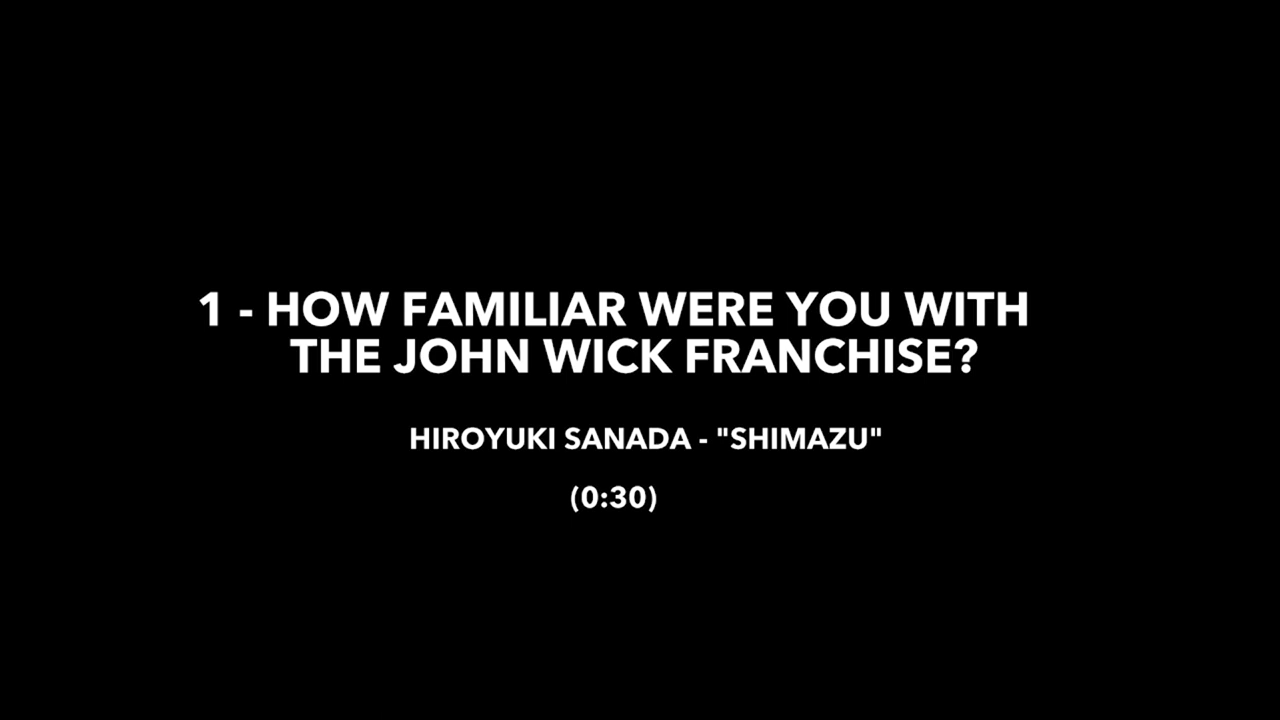 1 - HOW FAMILIAR WERE YOU WITH
THE JOHN WICK FRANCHISE?
HIROYUKI SANADA - "SHIMAZU"
(0:30)